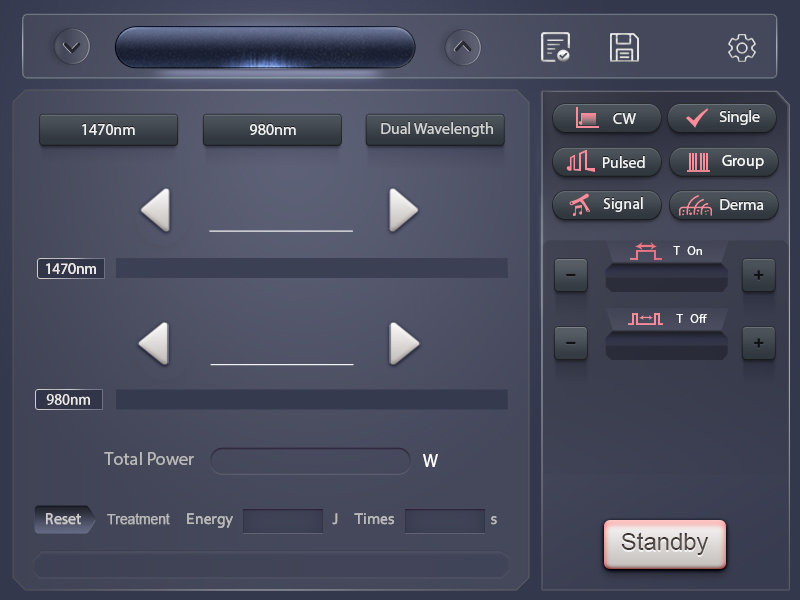 1470nm 980nm Dual Wavelength
CW Single
Pulsed Group
Signal Derma
T On
- +
T Off
- +
1470nm
980nm
Total Power W
Reset Treatment Energy J Times s
Standby